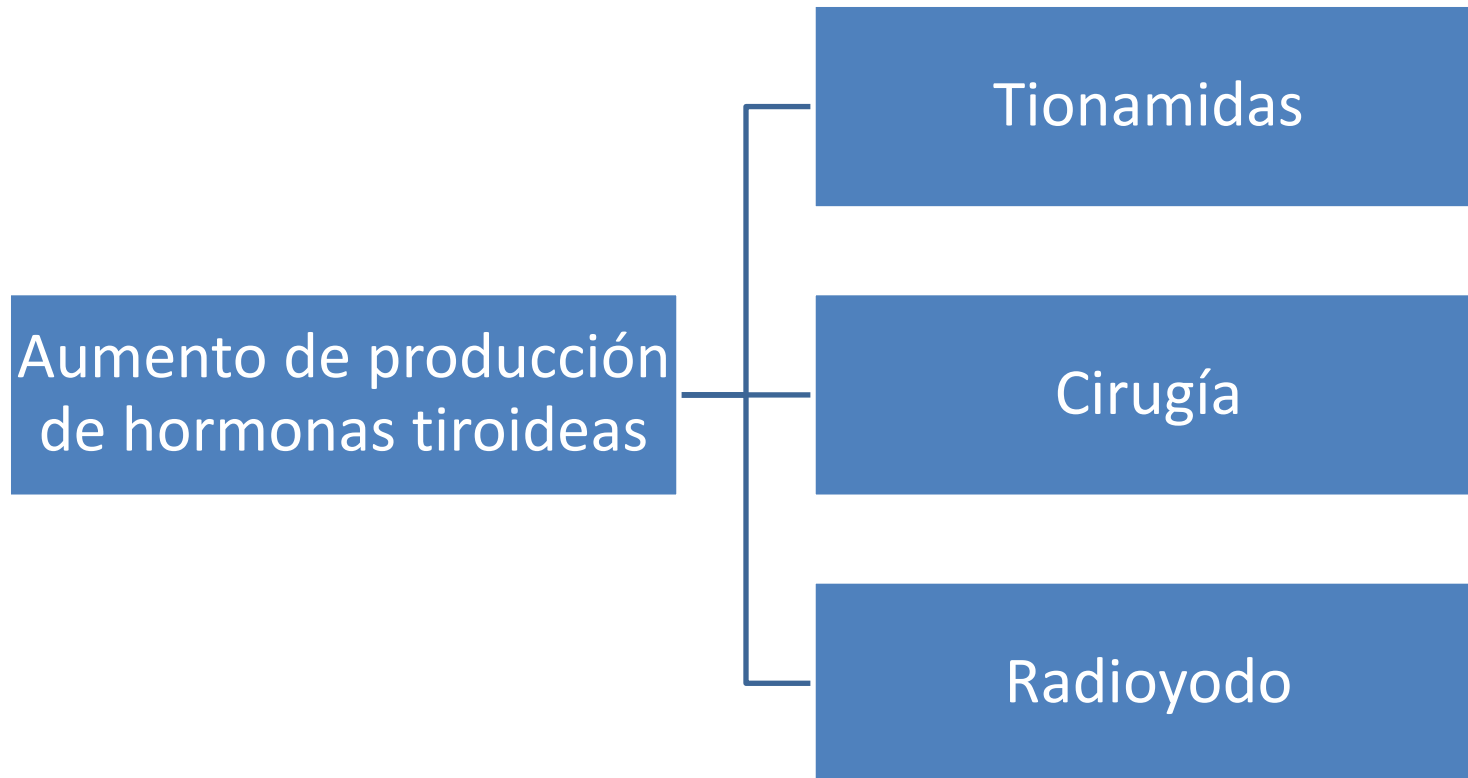 Tionamidas
Aumento de producción
de hormonas tiroideas
Cirugía
Radioyodo